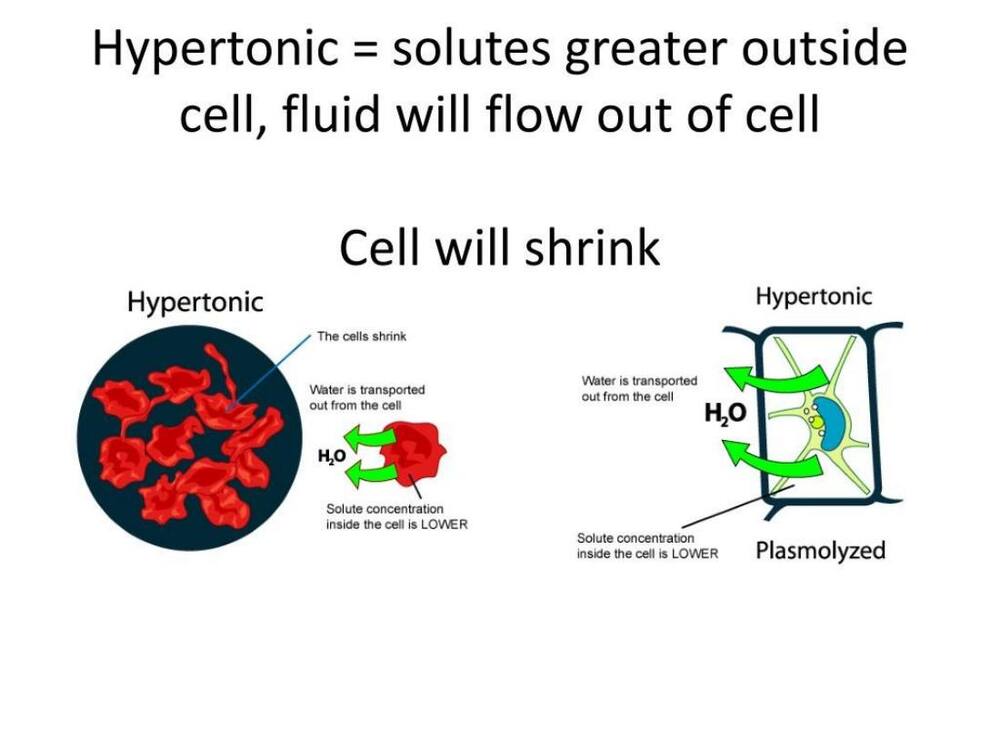 Hypertonic = solutes greater outside
cell, fluid will flow out of cell
Cell will shrink
Hypertonic
The cells shrink
Water is transported
out from the cell
H₂O
Solute concentration
inside the cell is LOWER
Hypertonic
Water is transported
out from the cell
H₂O
Solute concentration
inside the cell is LOWER
Plasmolyzed